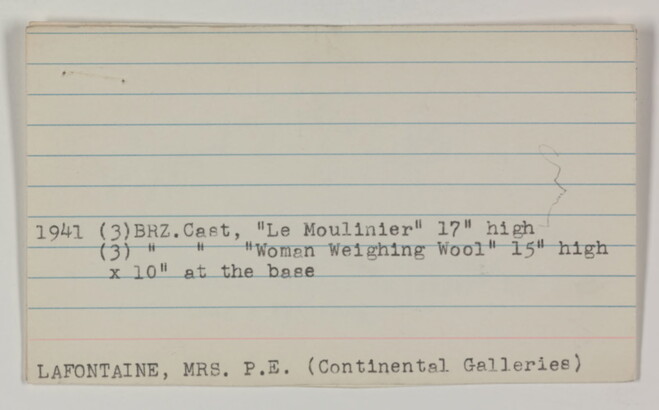 1941 (3)BRZ.Cast, "Le Moulinier" 17" high
(3) " " "Woman Weighing Wool" 15" high
x 10" at the base
LAFONTAINE, MRS. P.E. (Continental Galleries)